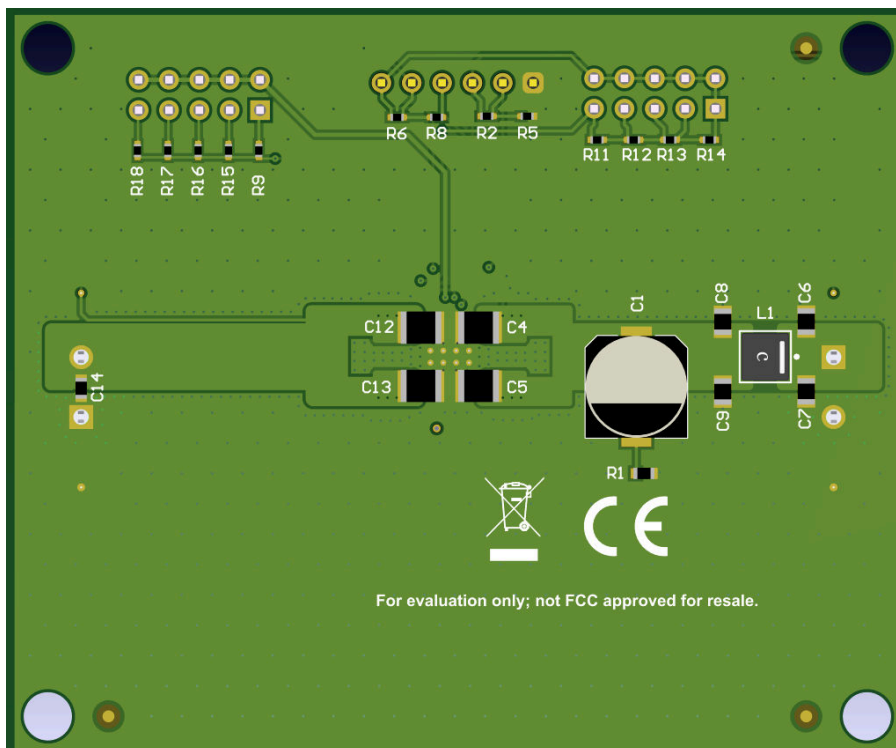 R6 R8 R2 R5
R11 R12 R13 R14
R18 R17 R16 R15 R9
C12 C4
C13 C5
C14
C1
C8 L1 C6
C
C9 C7
R1
CE
For evaluation only; not FCC approved for resale.